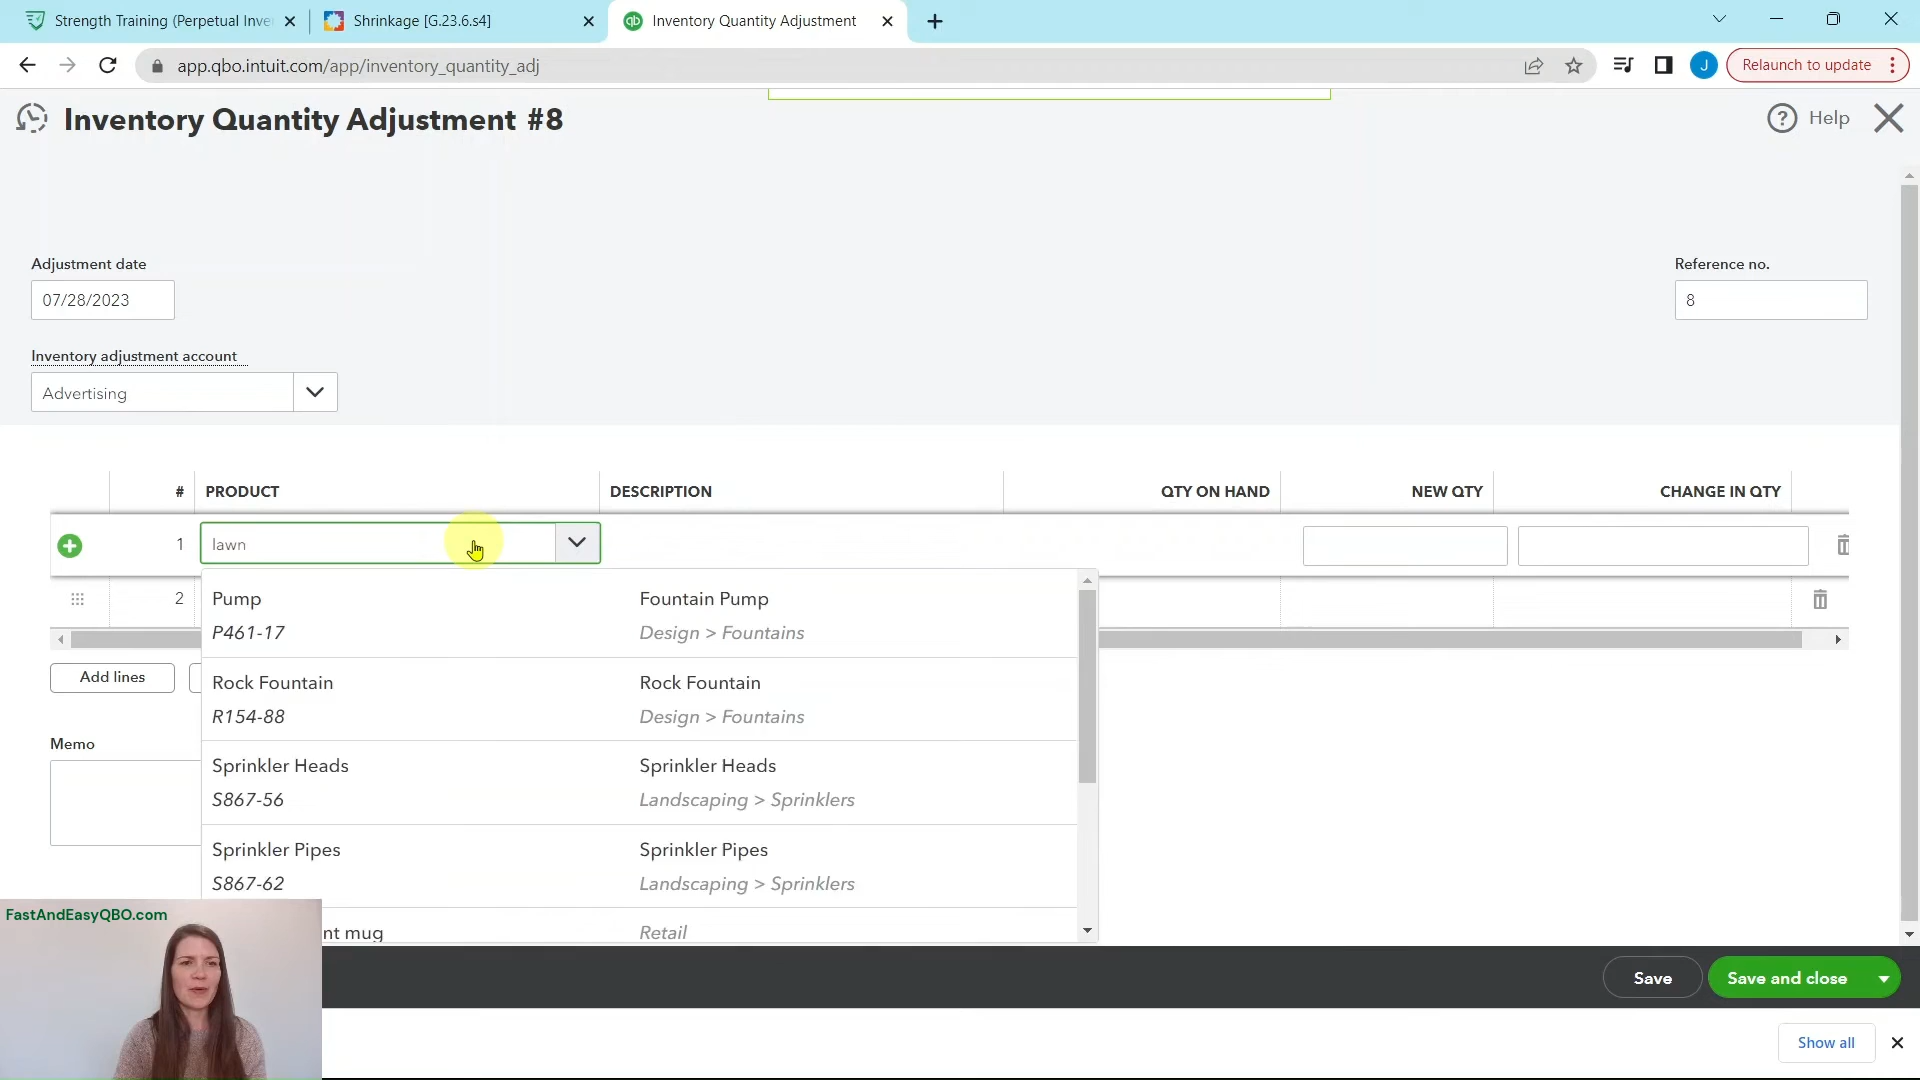 Strength Training (Perpetual Inve
Shrinkage [G.23.6.s4]
qb
Inventory Quantity Adjustment
app.qbo.intuit.com/app/inventory_quantity_adj
J
Relaunch to update
Inventory Quantity Adjustment #8
? Help
Adjustment date
Reference no.
07/28/2023
8
Inventory adjustment account
Advertising
# PRODUCT DESCRIPTION QTY ON HAND NEW QTY CHANGE IN QTY
1 lawn
2
Pump Fountain Pump
P461-17 Design > Fountains
Rock Fountain Rock Fountain
R154-88 Design > Fountains
Sprinkler Heads Sprinkler Heads
S867-56 Landscaping > Sprinklers
Sprinkler Pipes Sprinkler Pipes
S867-62 Landscaping > Sprinklers
nt mug Retail
Add lines
Memo
FastAndEasyQBO.com
Save
Save and close
Show all